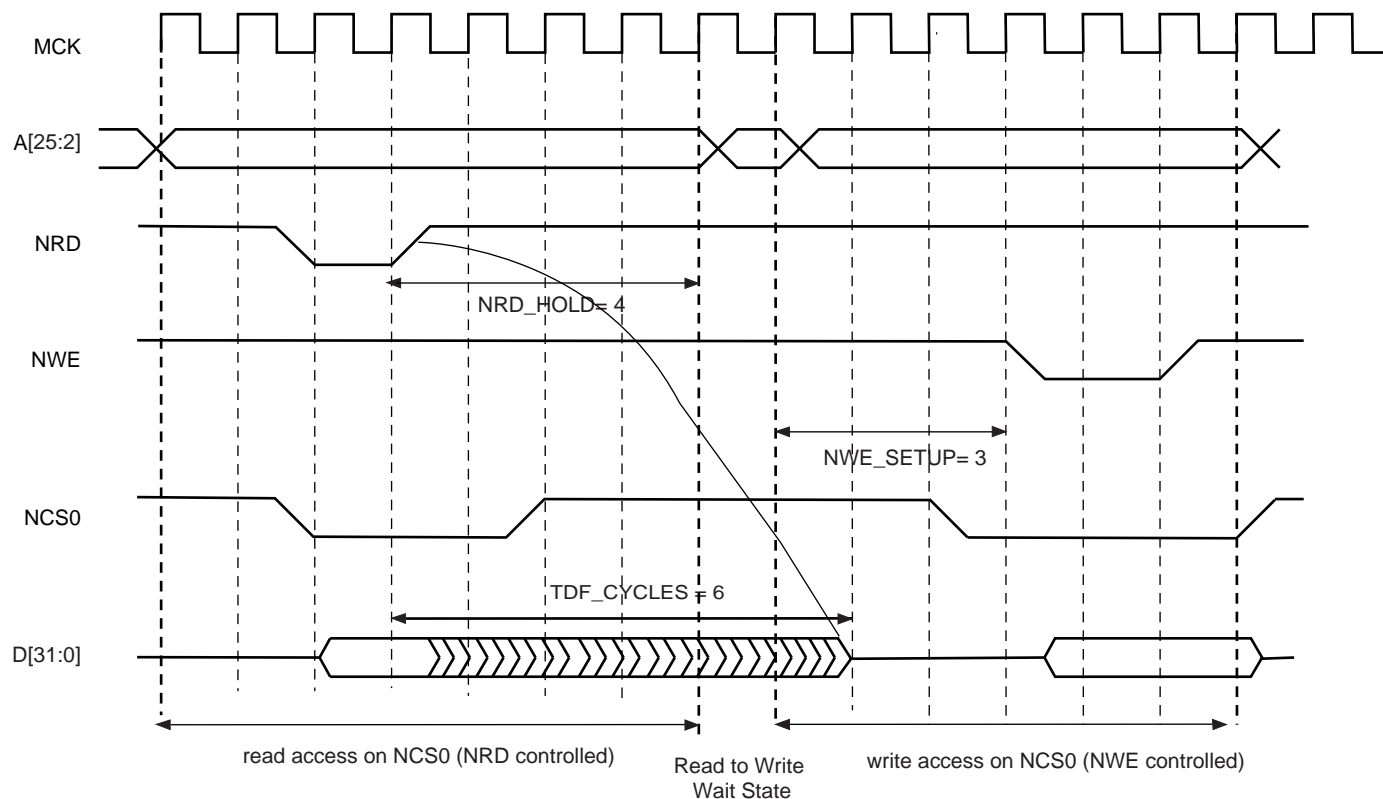 MCK
A[25:2]
NRD
NRD_HOLD= 4
NWE
NWE_SETUP= 3
NCS0
TDF_CYCLES = 6
D[31:0]
read access on NCS0 (NRD controlled)
Read to Write
Wait State
write access on NCS0 (NWE controlled)